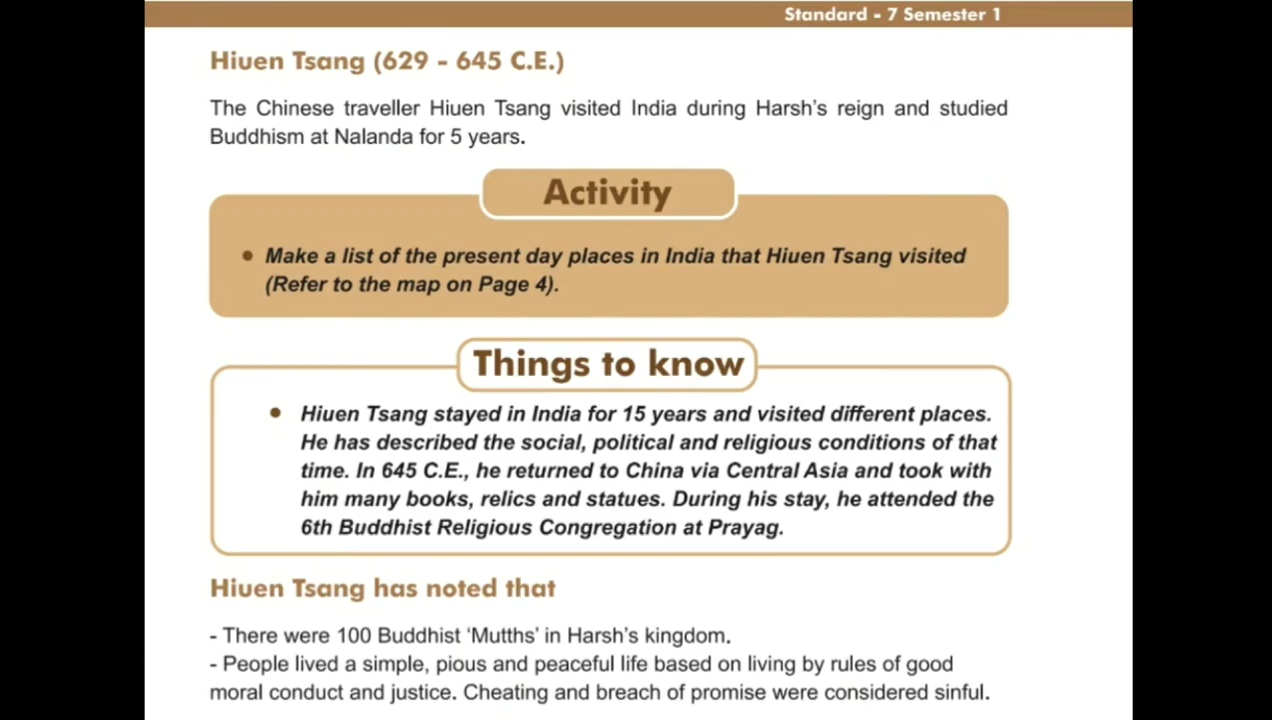 Standard - 7 Semester 1
Hiuen Tsang (629 - 645 C.E.)
The Chinese traveller Hiuen Tsang visited India during Harsh's reign and studied
Buddhism at Nalanda for 5 years.
Activity
• Make a list of the present day places in India that Hiuen Tsang visited
(Refer to the map on Page 4).
Things to know
• Hiuen Tsang stayed in India for 15 years and visited different places.
He has described the social, political and religious conditions of that
time. In 645 C.E., he returned to China via Central Asia and took with
him many books, relics and statues. During his stay, he attended the
6th Buddhist Religious Congregation at Prayag.
Hiuen Tsang has noted that
- There were 100 Buddhist ‘Mutths’ in Harsh's kingdom.
- People lived a simple, pious and peaceful life based on living by rules of good
moral conduct and justice. Cheating and breach of promise were considered sinful.